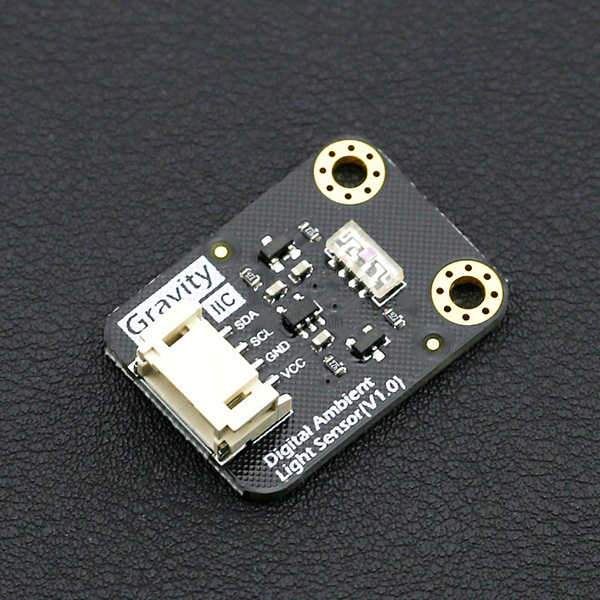 Gravity
IIC
SDA
SCL
GND
VCC
Digital Ambient
Light Sensor(V1.0)